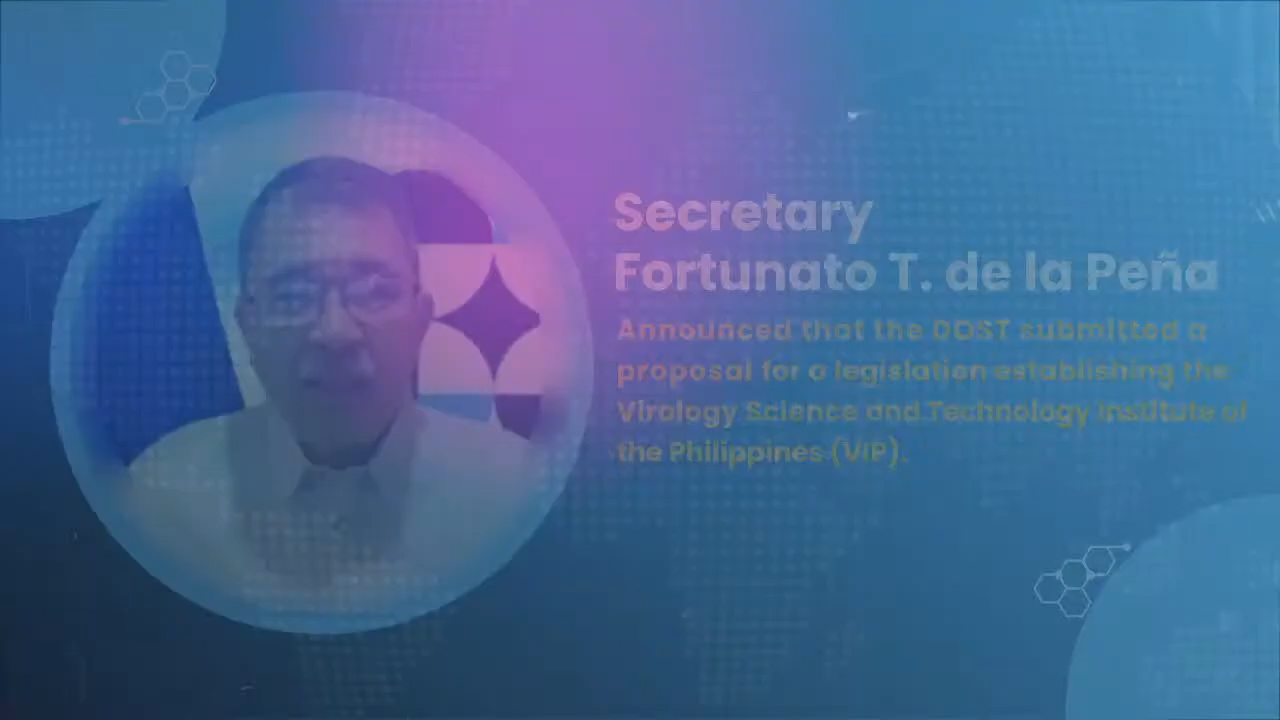 Secretary
Fortunato T. de la Peña
Announced that the DOST submitted a
proposal for a legislation establishing the
Virology Science and Technology Institute of
the Philippines (VIP).